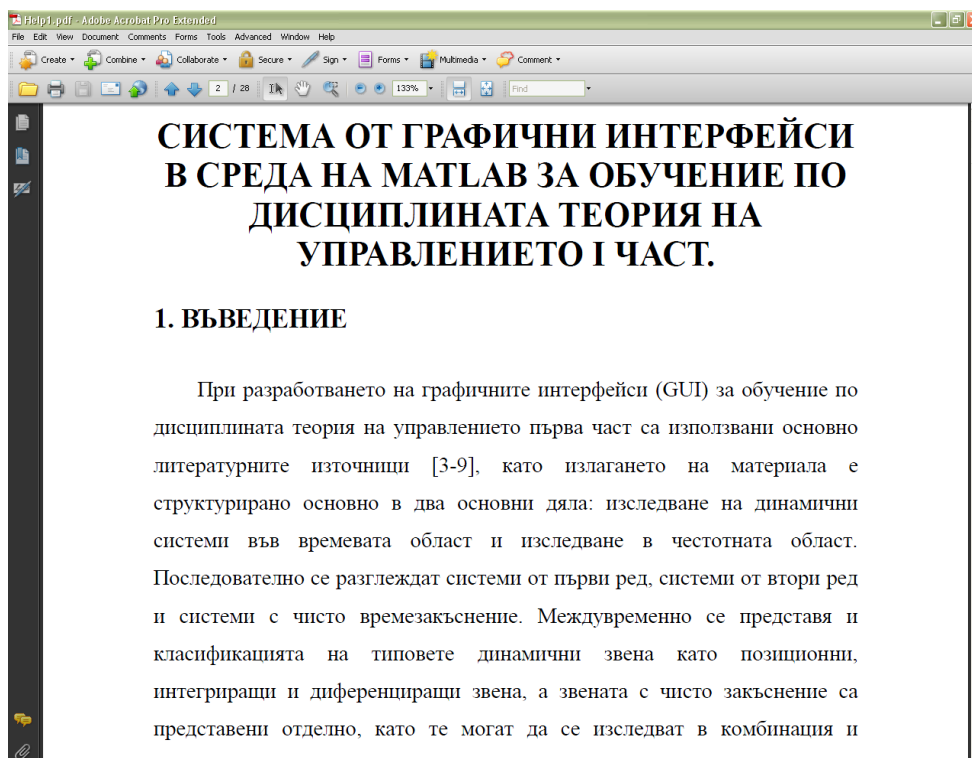 Help1.pdf - Adobe Acrobat Pro Extended
File Edit View Document Comments Forms Tools Advanced Window Help
Create Combine Collaborate Secure Sign Forms Multimedia Comment
2 / 28 133% Find
СИСТЕМА ОТ ГРАФИЧНИ ИНТЕРФЕЙСИ
В СРЕДА НА MATLAB ЗА ОБУЧЕНИЕ ПО
ДИСЦИПЛИНАТА ТЕОРИЯ НА
УПРАВЛЕНИЕТО I ЧАСТ.
1. ВЪВЕДЕНИЕ
При разработването на графичните интерфейси (GUI) за обучение по
дисциплината теория на управлението първа част са използвани основно
литературните източници [3-9], като излагането на материала е
структурирано основно в два основни дяла: изследване на динамични
системи във времевата област и изследване в честотната област.
Последователно се разглеждат системи от първи ред, системи от втори ред
и системи с чисто времезакъснение. Междувременно се представя и
класификацията на типовете динамични звена като позиционни,
интегриращи и диференциращи звена, а звената с чисто закъснение са
представени отделно, като те могат да се изследват в комбинация и